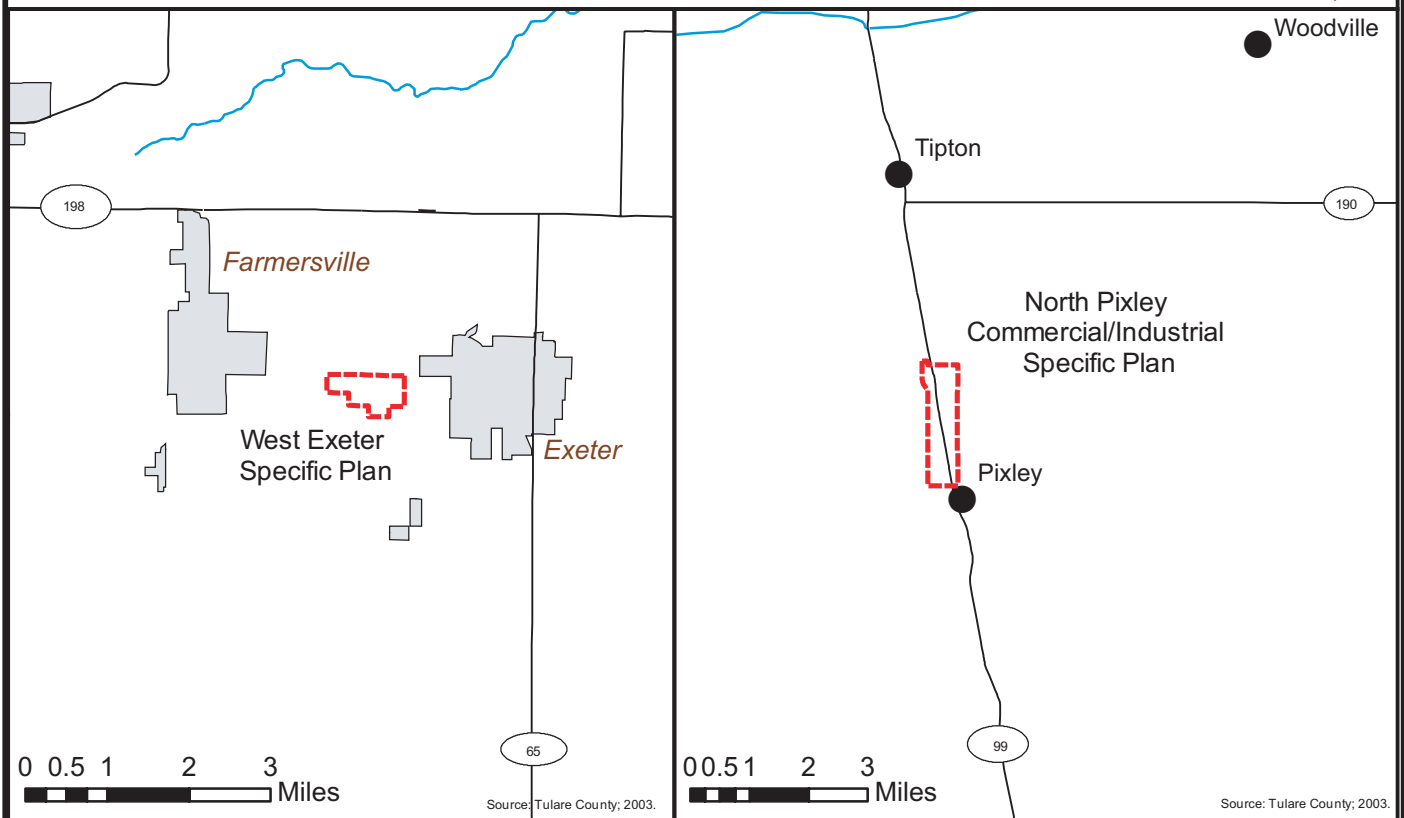 198
Farmersville
West Exeter
Specific Plan
Exeter
65
0 0.5 1 2 3
Miles
Source: Tulare County; 2003.
Woodville
Tipton
190
North Pixley
Commercial/Industrial
Specific Plan
Pixley
99
0 0.5 1 2 3
Miles
Source: Tulare County; 2003.